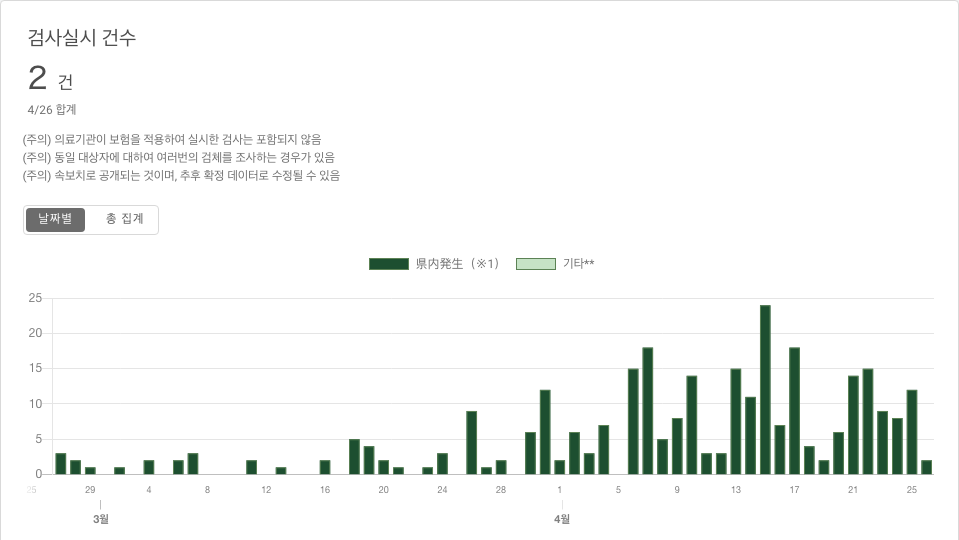 검사실시 건수
2 건
4/26 합계
(주의) 의료기관이 보험을 적용하여 실시한 검사는 포함되지 않음
(주의) 동일 대상자에 대하여 여러번의 검체를 조사하는 경우가 있음
(주의) 속보치로 공개되는 것이며, 추후 확정 데이터로 수정될 수 있음
날짜별 총 집계
県内発生（※1） 기타**
25
20
15
10
5
0
25 29 4 8 12 16 20 24 28 1 5 9 13 17 21 25
3월 4월